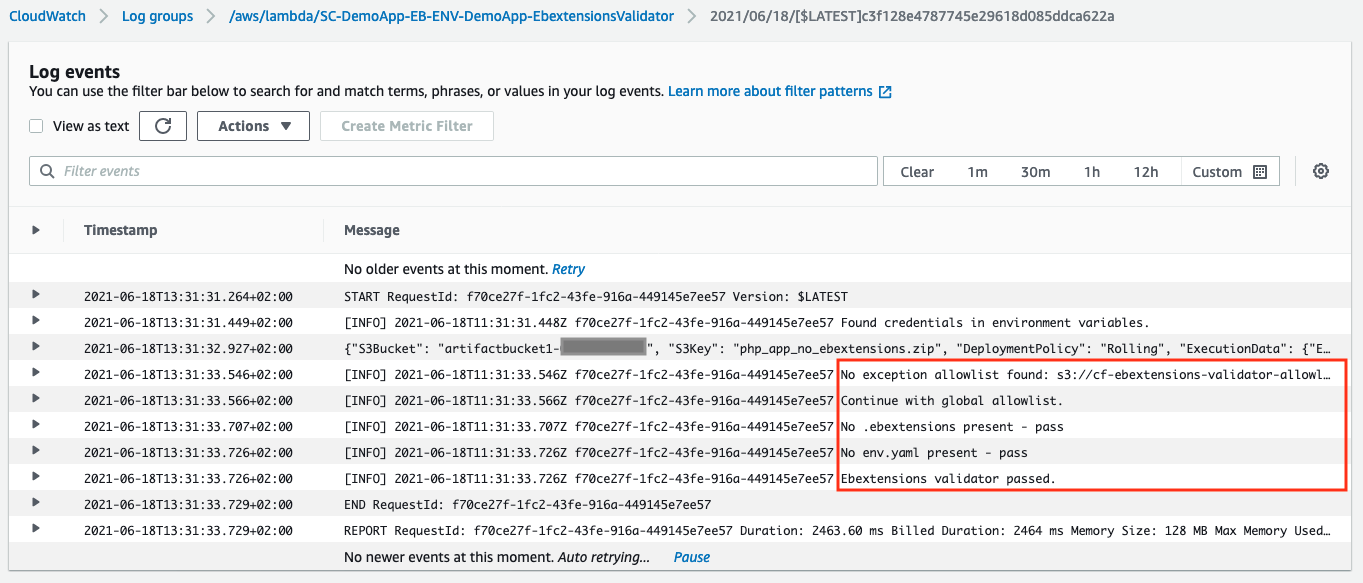 CloudWatch > Log groups > /aws/lambda/SC-DemoApp-EB-ENV-DemoApp-EbextensionsValidator > 2021/06/18/[$LATEST]c3f128e4787745e29618d085ddca622a
Log events
You can use the filter bar below to search for and match terms, phrases, or values in your log events. Learn more about filter patterns
View as text Actions ▼ Create Metric Filter
Filter events Clear 1m 30m 1h 12h Custom
Timestamp Message
No older events at this moment. Retry
2021-06-18T13:31:31.264+02:00 START RequestId: f70ce27f-1fc2-43fe-916a-449145e7ee57 Version: $LATEST
2021-06-18T13:31:31.449+02:00 [INFO] 2021-06-18T11:31:31.448Z f70ce27f-1fc2-43fe-916a-449145e7ee57 Found credentials in environment variables.
2021-06-18T13:31:32.927+02:00 {"S3Bucket": "artifactbucket1- ", "S3Key": "php_app_no_ebextensions.zip", "DeploymentPolicy": "Rolling", "ExecutionData": {"E…
2021-06-18T13:31:33.546+02:00 [INFO] 2021-06-18T11:31:33.546Z f70ce27f-1fc2-43fe-916a-449145e7ee57 No exception allowlist found: s3://cf-ebextensions-validator-allowl…
2021-06-18T13:31:33.566+02:00 [INFO] 2021-06-18T11:31:33.566Z f70ce27f-1fc2-43fe-916a-449145e7ee57 Continue with global allowlist.
2021-06-18T13:31:33.707+02:00 [INFO] 2021-06-18T11:31:33.707Z f70ce27f-1fc2-43fe-916a-449145e7ee57 No .ebextensions present - pass
2021-06-18T13:31:33.726+02:00 [INFO] 2021-06-18T11:31:33.726Z f70ce27f-1fc2-43fe-916a-449145e7ee57 No env.yaml present - pass
2021-06-18T13:31:33.726+02:00 [INFO] 2021-06-18T11:31:33.726Z f70ce27f-1fc2-43fe-916a-449145e7ee57 Ebextensions validator passed.
2021-06-18T13:31:33.729+02:00 END RequestId: f70ce27f-1fc2-43fe-916a-449145e7ee57
2021-06-18T13:31:33.729+02:00 REPORT RequestId: f70ce27f-1fc2-43fe-916a-449145e7ee57 Duration: 2463.60 ms Billed Duration: 2464 ms Memory Size: 128 MB Max Memory Used…
No newer events at this moment. Auto retrying… Pause